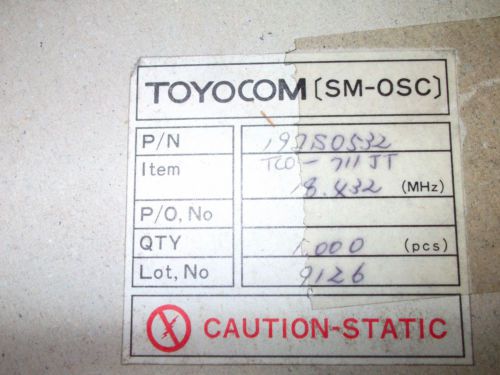 TOYOCOM [SM-OSC]
P/N 197S0532
Item TCO-711JT
18.432 (MHz)
P/O, No
QTY 1,000 (pcs)
Lot, No 9126
CAUTION-STATIC